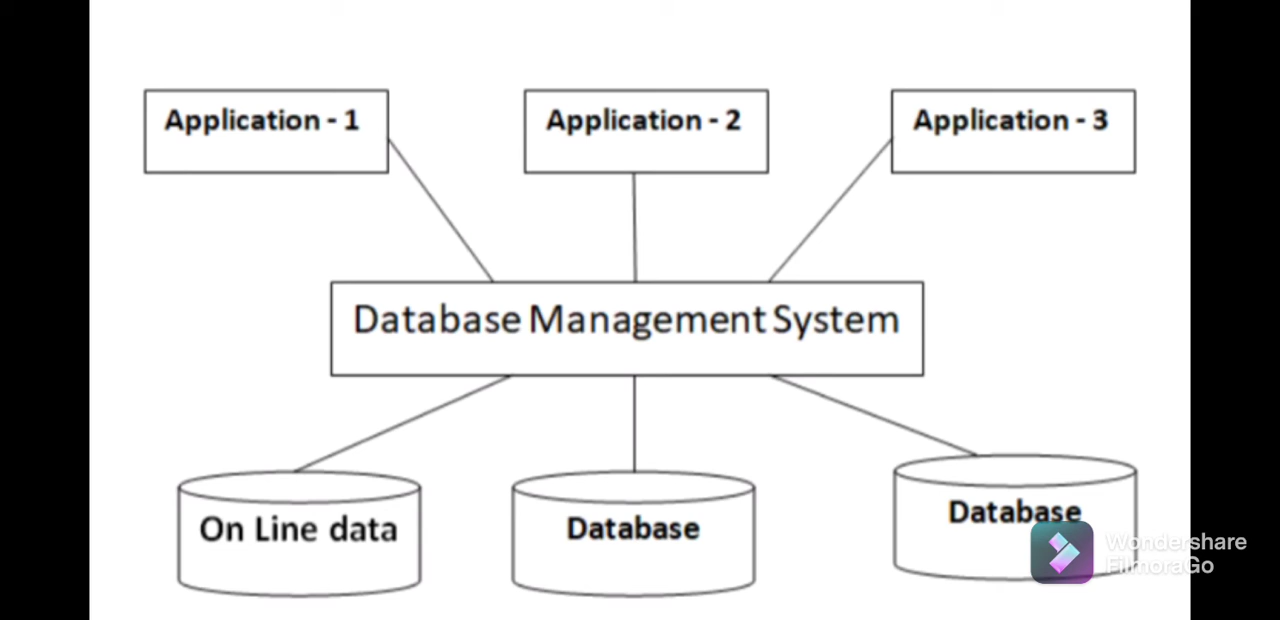 Application - 1
Application - 2
Application - 3
Database Management System
On Line data
Database
Database
Wondershare
FilmoraGo